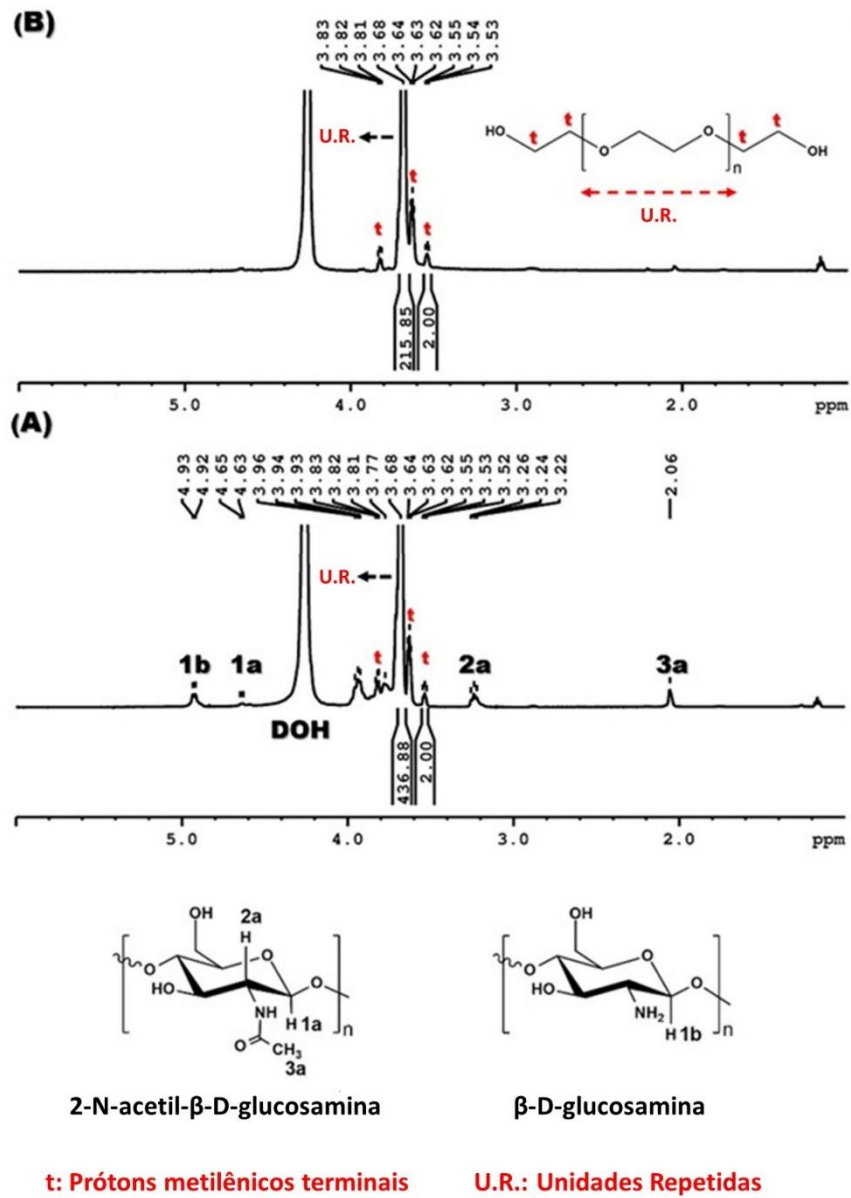 (B)
3.83
3.82
3.81
3.68
3.64
3.63
3.62
3.55
3.54
3.53
U.R.
t
t
t
HO
t
t
O
O
n
t
t
OH
U.R.
215.85
2.00
5.0 4.0 3.0 2.0 ppm
(A)
4.93
4.92
4.65
4.63
3.96
3.94
3.93
3.83
3.82
3.81
3.77
3.68
3.64
3.63
3.62
3.55
3.53
3.52
3.26
3.24
3.22
2.06
U.R.
t
t
t
1b 1a
2a
3a
DOH
436.88
2.00
5.0 4.0 3.0 2.0 ppm
OH
2a
H
O
O
HO
O
NH
H 1a
n
O
CH3
3a
OH
O
O
HO
O
NH2
H 1b
n
2-N-acetil-β-D-glucosamina
β-D-glucosamina
t: Prótons metilênicos terminais
U.R.: Unidades Repetidas